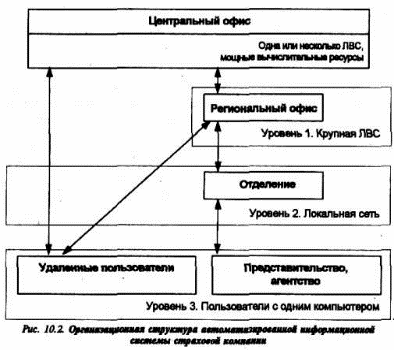 Центральный офис
Одна или несколько ЛВС,
мощные вычислительные ресурсы
Региональный офис
Уровень 1. Крупная ЛВС
Отделение
Уровень 2. Локальная сеть
Удаленные пользователи
Представительство,
агентство
Уровень 3. Пользователи с одним компьютером
Рис. 10.2. Организационная структура автоматизированной информационной
системы страховой компании